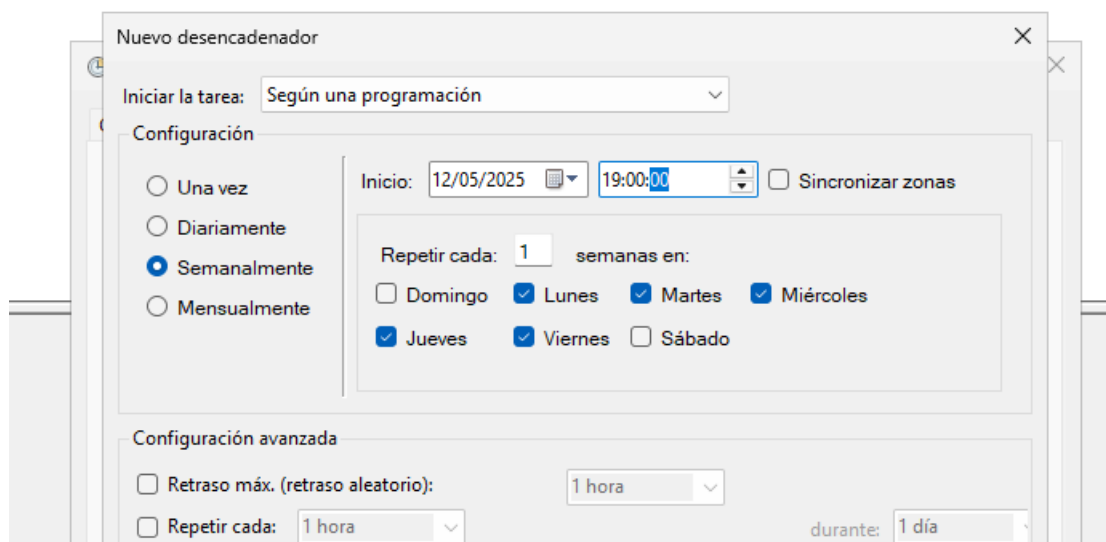 Nuevo desencadenador
Iniciar la tarea: Según una programación
Configuración
Una vez
Diariamente
Semanalmente
Mensualmente
Inicio: 12/05/2025 19:00:00 Sincronizar zonas
Repetir cada: 1 semanas en:
Domingo Lunes Martes Miércoles
Jueves Viernes Sábado
Configuración avanzada
Retraso máx. (retraso aleatorio): 1 hora
Repetir cada: 1 hora durante: 1 día